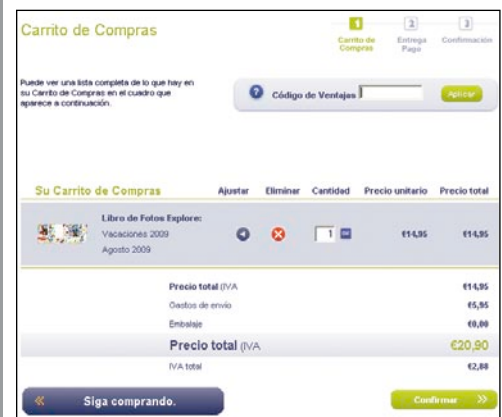 Carrito de Compras
1 2 3
Carrito de Compras Entrega Pago Confirmación
Puede ver una lista completa de lo que hay en
su Carrito de Compras en el cuadro que
aparece a continuación.
Código de Ventajas
Aplicar
Su Carrito de Compras Ajustar Eliminar Cantidad Precio unitario Precio total
Libro de Fotos Explore:
Vacaciones 2009
Agosto 2009
1 €14,95 €14,95
Precio total (IVA €14,95
Gastos de envío €5,95
Embalaje €0,00
Precio total (IVA €20,90
IVA total €2,88
« Siga comprando.
Confirmar »